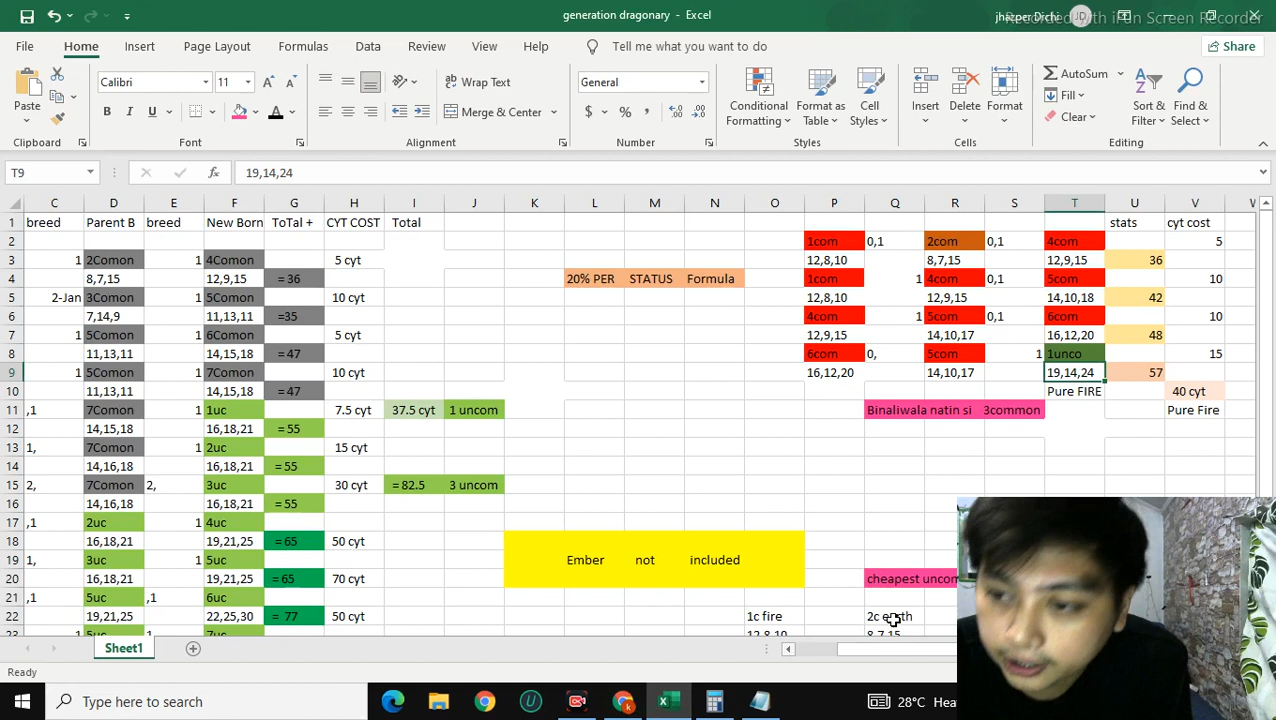 generation dragonary - Excel
jhazper Dichi
JD
Recorded with iFun Screen Recorder
File Home Insert Page Layout Formulas Data Review View Help Tell me what you want to do Share
Paste
Calibri 11
B I U
Wrap Text
Merge & Center
General
$ % ,
Conditional Formatting
Format as Table
Cell Styles
Insert Delete Format
AutoSum
Fill
Clear
Sort & Filter
Find & Select
Clipboard Font Alignment Number Styles Cells Editing
T9 fx 19,14,24
C D E F G H I J K L M N O P Q R S T U V W
1 breed Parent B breed New Born ToTal + CYT COST Total stats cyt cost
2 1com 0,1 2com 0,1 4com 5
3 1 2Comon 1 4Comon 5 cyt 12,8,10 8,7,15 12,9,15 36
4 8,7,15 12,9,15 = 36 20% PER STATUS Formula 1com 1 4com 0,1 5com 10
5 2-Jan 3Comon 1 5Comon 10 cyt 12,8,10 12,9,15 14,10,18 42
6 7,14,9 11,13,11 =35 4com 1 5com 0,1 6com 10
7 1 5Comon 1 6Comon 5 cyt 12,9,15 14,10,17 16,12,20 48
8 11,13,11 14,15,18 = 47 6com 0, 5com 1 1unco 15
9 1 5Comon 1 7Comon 10 cyt 16,12,20 14,10,17 19,14,24 57
10 11,13,11 14,15,18 = 47 Pure FIRE 40 cyt
11 ,1 7Comon 1 1uc 7.5 cyt 37.5 cyt 1 uncom Binaliwala natin si 3common Pure Fire
12 14,15,18 16,18,21 = 55
13 1, 7Comon 2uc 15 cyt
14 14,16,18 16,18,21 = 55
15 2, 7Comon 2, 3uc 30 cyt = 82.5 3 uncom
16 14,16,18 16,18,21 = 55
17 ,1 2uc 1 4uc
18 16,18,21 19,21,25 = 65 50 cyt
19 1, 3uc 1 5uc Ember not included
20 16,18,21 19,21,25 = 65 70 cyt cheapest uncom
21 ,1 5uc ,1 6uc
22 19,21,25 22,25,30 = 77 50 cyt 1c fire 2c earth
23 1 5uc 7uc 12,8,10 8,7,15
Sheet1
Ready
Type here to search
28°C